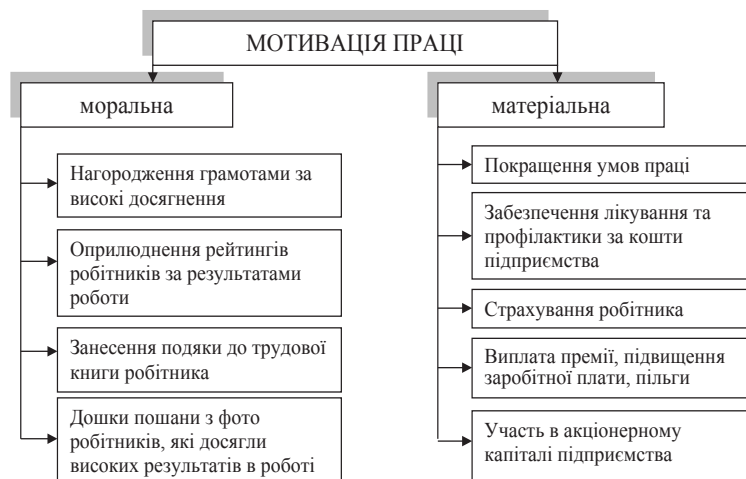 МОТИВАЦІЯ ПРАЦІ
моральна
Нагородження грамотами за
високі досягнення
Оприлюднення рейтингів
робітників за результатами
роботи
Занесення подяки до трудової
книги робітника
Дошки пошани з фото
робітників, які досягли
високих результатів в роботі
матеріальна
Покращення умов праці
Забезпечення лікування та
профілактики за кошти
підприємства
Страхування робітника
Виплата премії, підвищення
заробітної плати, пільги
Участь в акціонерному
капіталі підприємства